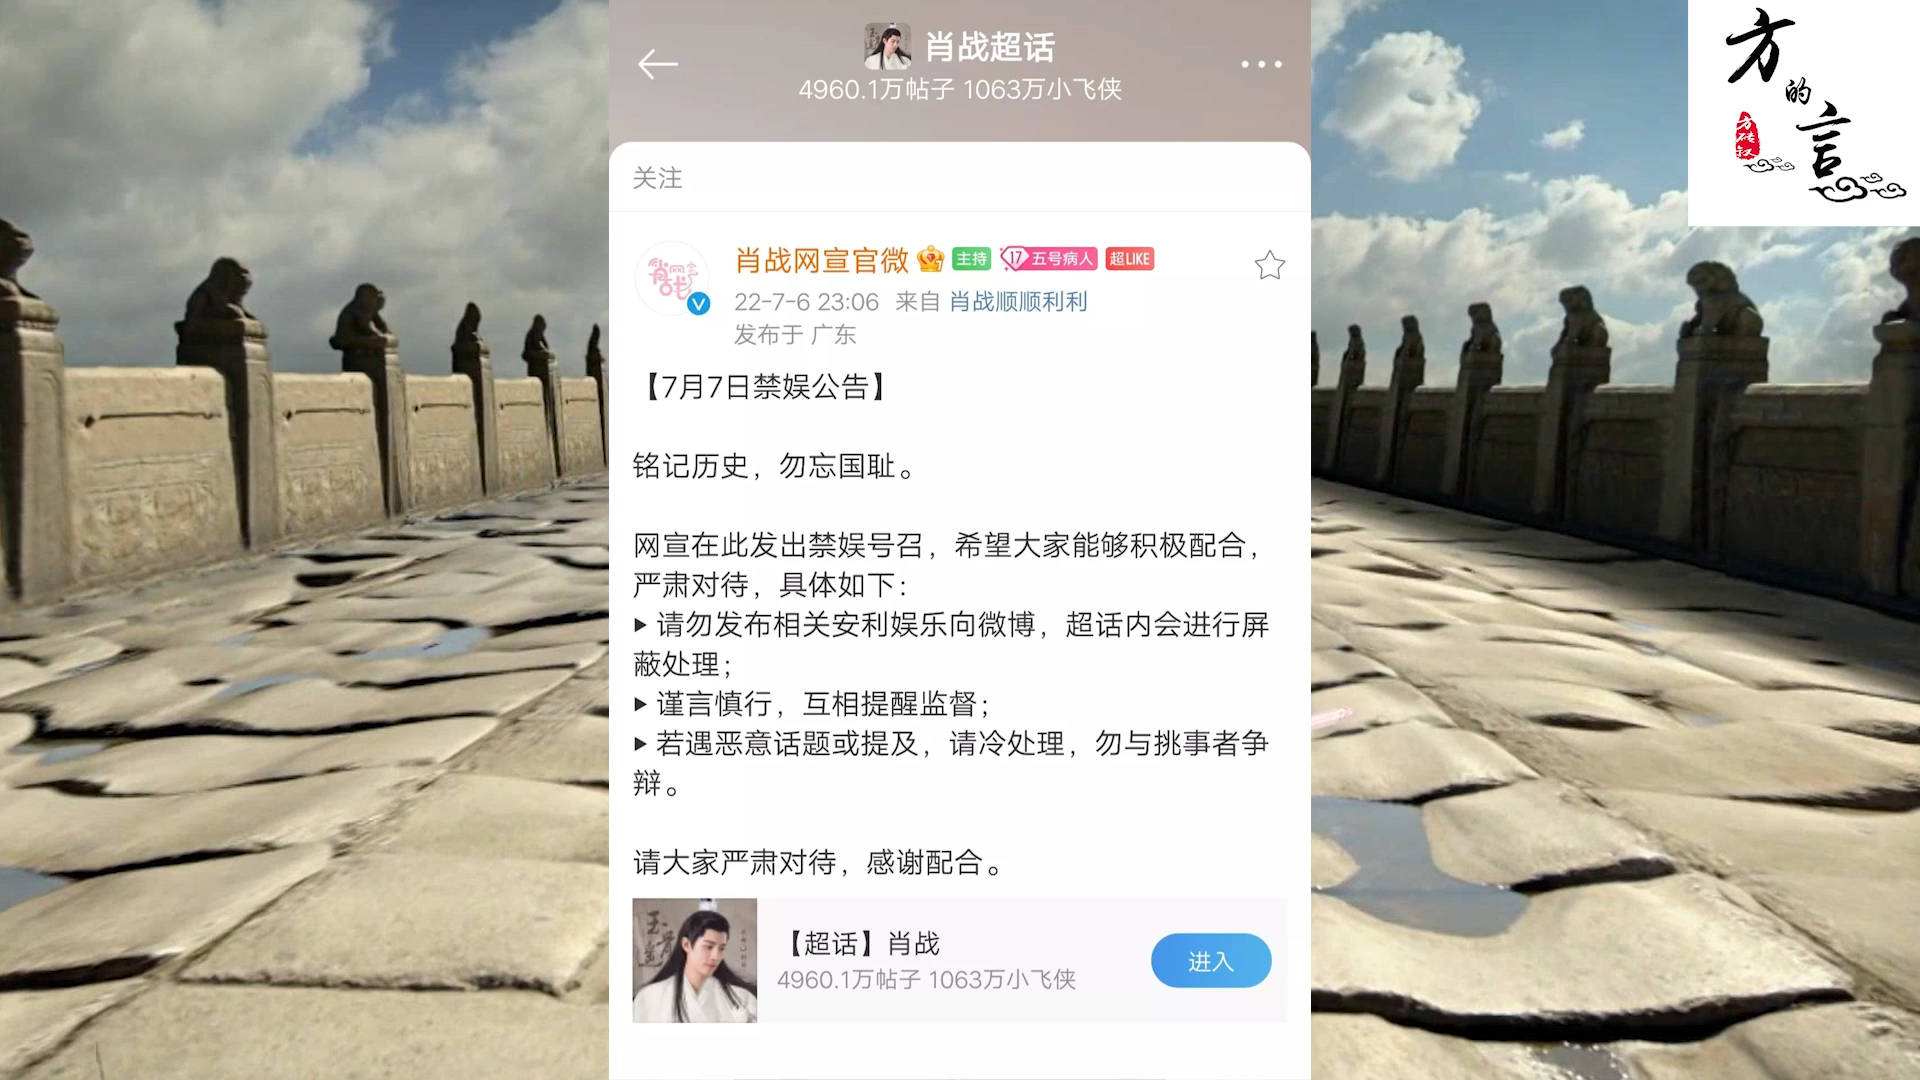 肖战超话
4960.1万帖子 1063万小飞侠
关注
肖战网宣官微 主持 17 五号病人 超LIKE
22-7-6 23:06 来自 肖战顺顺利利
发布于 广东
【7月7日禁娱公告】
铭记历史，勿忘国耻。
网宣在此发出禁娱号召，希望大家能够积极配合，
严肃对待，具体如下：
▸请勿发布相关安利娱乐向微博，超话内会进行屏
蔽处理；
▸谨言慎行，互相提醒监督；
▸若遇恶意话题或提及，请冷处理，勿与挑事者争
辩。
请大家严肃对待，感谢配合。
【超话】肖战
4960.1万帖子 1063万小飞侠
进入
方的言
方砖叙